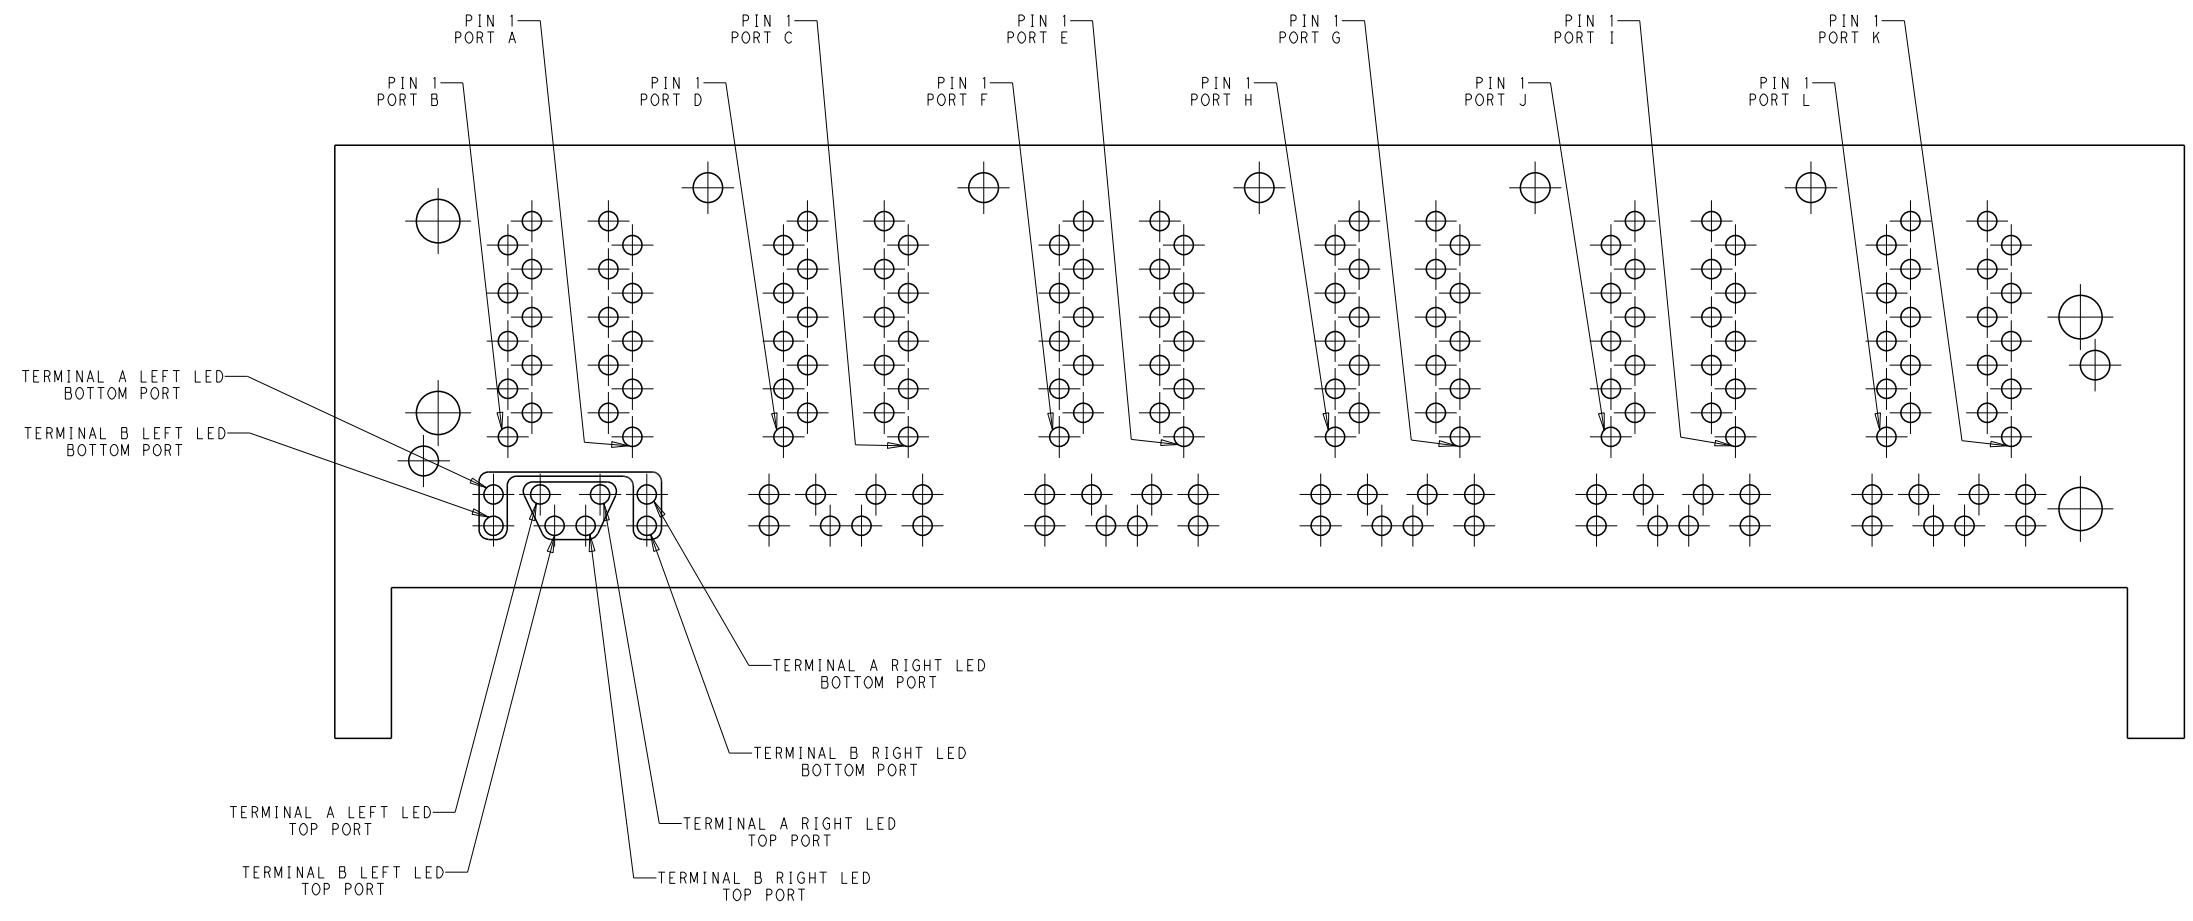 PIN 1
PORT A
PIN 1
PORT C
PIN 1
PORT E
PIN 1
PORT G
PIN 1
PORT I
PIN 1
PORT K
PIN 1
PORT B
PIN 1
PORT D
PIN 1
PORT F
PIN 1
PORT H
PIN 1
PORT J
PIN 1
PORT L
TERMINAL A LEFT LED
BOTTOM PORT
TERMINAL B LEFT LED
BOTTOM PORT
TERMINAL A RIGHT LED
BOTTOM PORT
TERMINAL B RIGHT LED
BOTTOM PORT
TERMINAL A LEFT LED
TOP PORT
TERMINAL A RIGHT LED
TOP PORT
TERMINAL B LEFT LED
TOP PORT
TERMINAL B RIGHT LED
TOP PORT